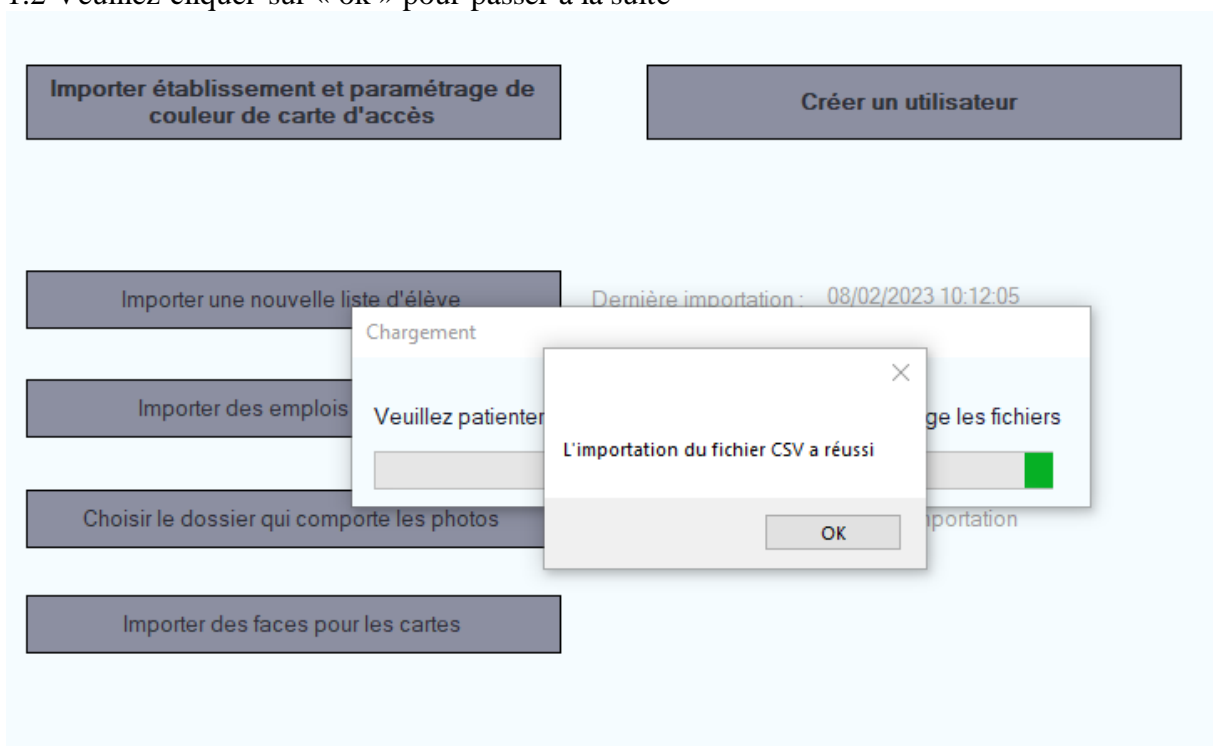 1.2 Veuillez cliquer sur « ok » pour passer à la suite
Importer établissement et paramétrage de
couleur de carte d'accès
Créer un utilisateur
Importer une nouvelle liste d'élève
Dernière importation : 08/02/2023 10:12:05
Chargement
Importer des emplois
Veuillez patienter
ge les fichiers
L'importation du fichier CSV a réussi
Choisir le dossier qui comporte les photos
OK
portation
Importer des faces pour les cartes